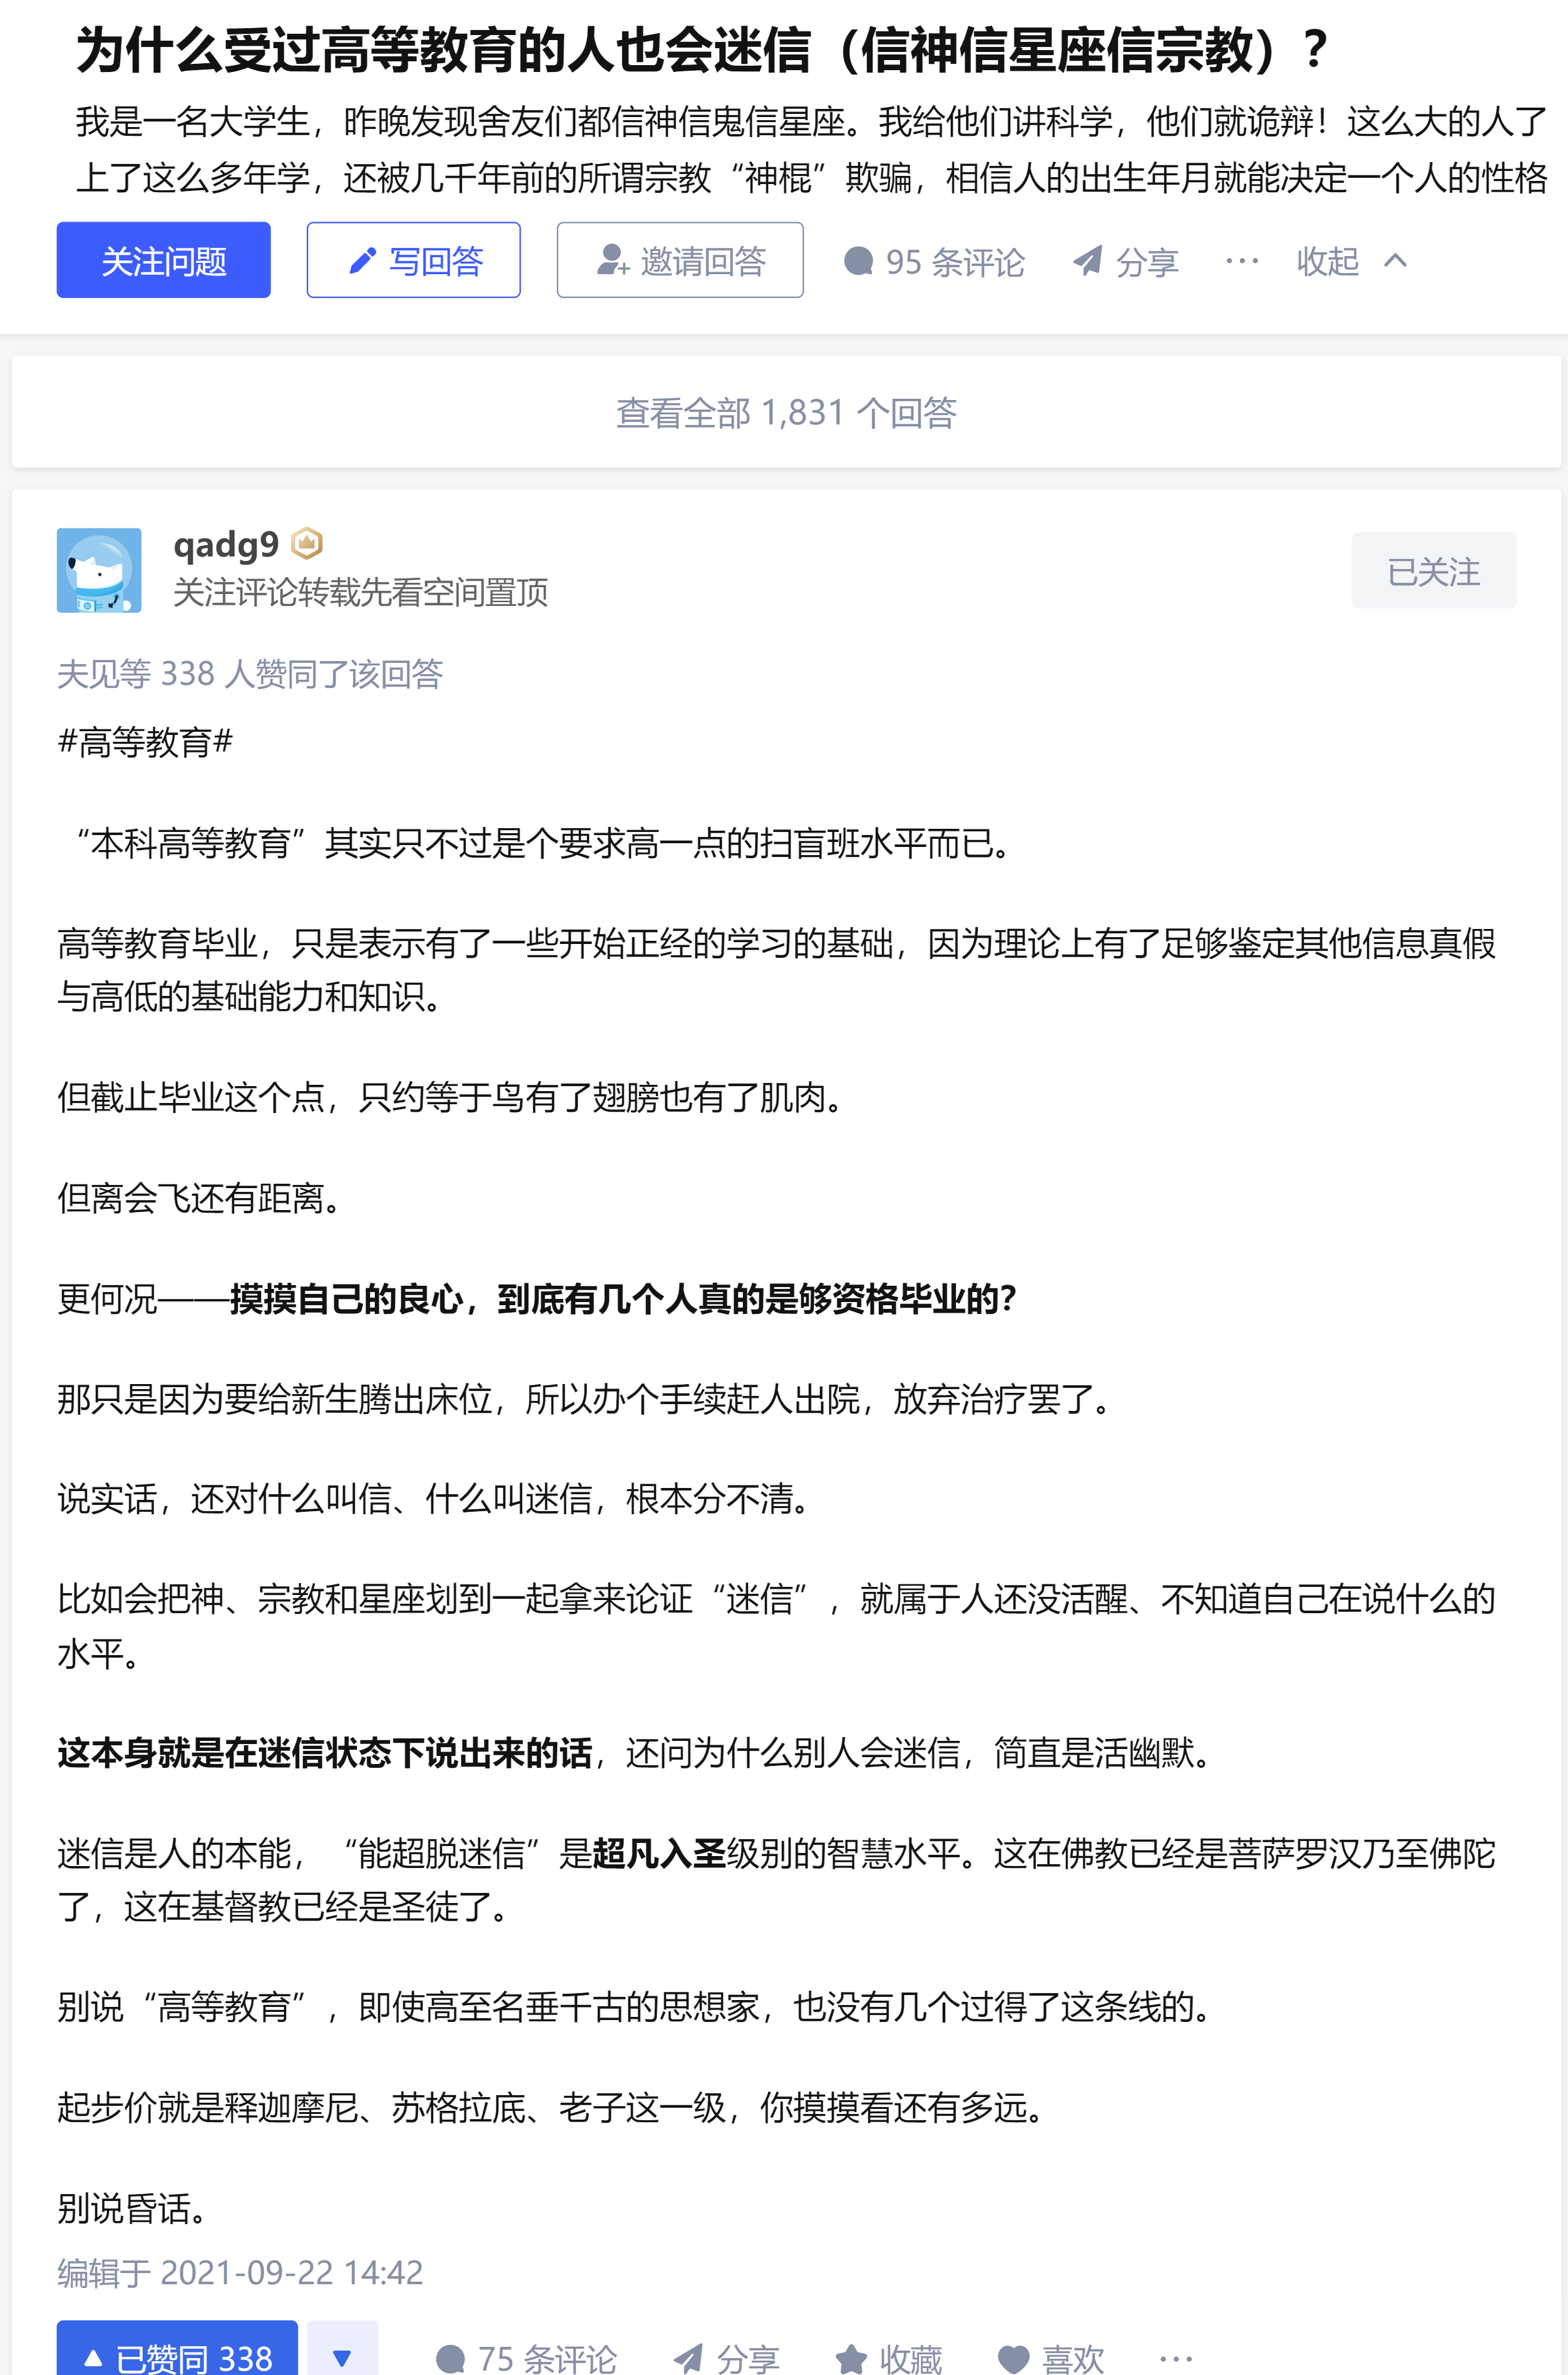 为什么受过高等教育的人也会迷信（信神信星座信宗教）？
我是一名大学生，昨晚发现舍友们都信神信鬼信星座。我给他们讲科学，他们就诡辩！这么大的人了
上了这么多年学，还被几千年前的所谓宗教“神棍”欺骗，相信人的出生年月就能决定一个人的性格
关注问题 写回答 邀请回答 95 条评论 分享 ··· 收起
查看全部 1,831 个回答
qadg9
已关注
关注评论转载先看空间置顶
夫见等 338 人赞同了该回答
#高等教育#
“本科高等教育”其实只不过是个要求高一点的扫盲班水平而已。
高等教育毕业，只是表示有了一些开始正经的学习的基础，因为理论上有了足够鉴定其他信息真假
与高低的基础能力和知识。
但截止毕业这个点，只约等于鸟有了翅膀也有了肌肉。
但离会飞还有距离。
更何况——摸摸自己的良心，到底有几个人真的是够资格毕业的？
那只是因为要给新生腾出床位，所以办个手续赶人出院，放弃治疗罢了。
说实话，还对什么叫信、什么叫迷信，根本分不清。
比如会把神、宗教和星座划到一起拿来论证“迷信”，就属于人还没活醒、不知道自己在说什么的
水平。
这本身就是在迷信状态下说出来的话，还问为什么别人会迷信，简直是活幽默。
迷信是人的本能，“能超脱迷信”是超凡入圣级别的智慧水平。这在佛教已经是菩萨罗汉乃至佛陀
了，这在基督教已经是圣徒了。
别说“高等教育”，即使高至名垂千古的思想家，也没有几个过得了这条线的。
起步价就是释迦摩尼、苏格拉底、老子这一级，你摸摸看还有多远。
别说昏话。
编辑于 2021-09-22 14:42
已赞同 338 75 条评论 分享 收藏 喜欢 ···